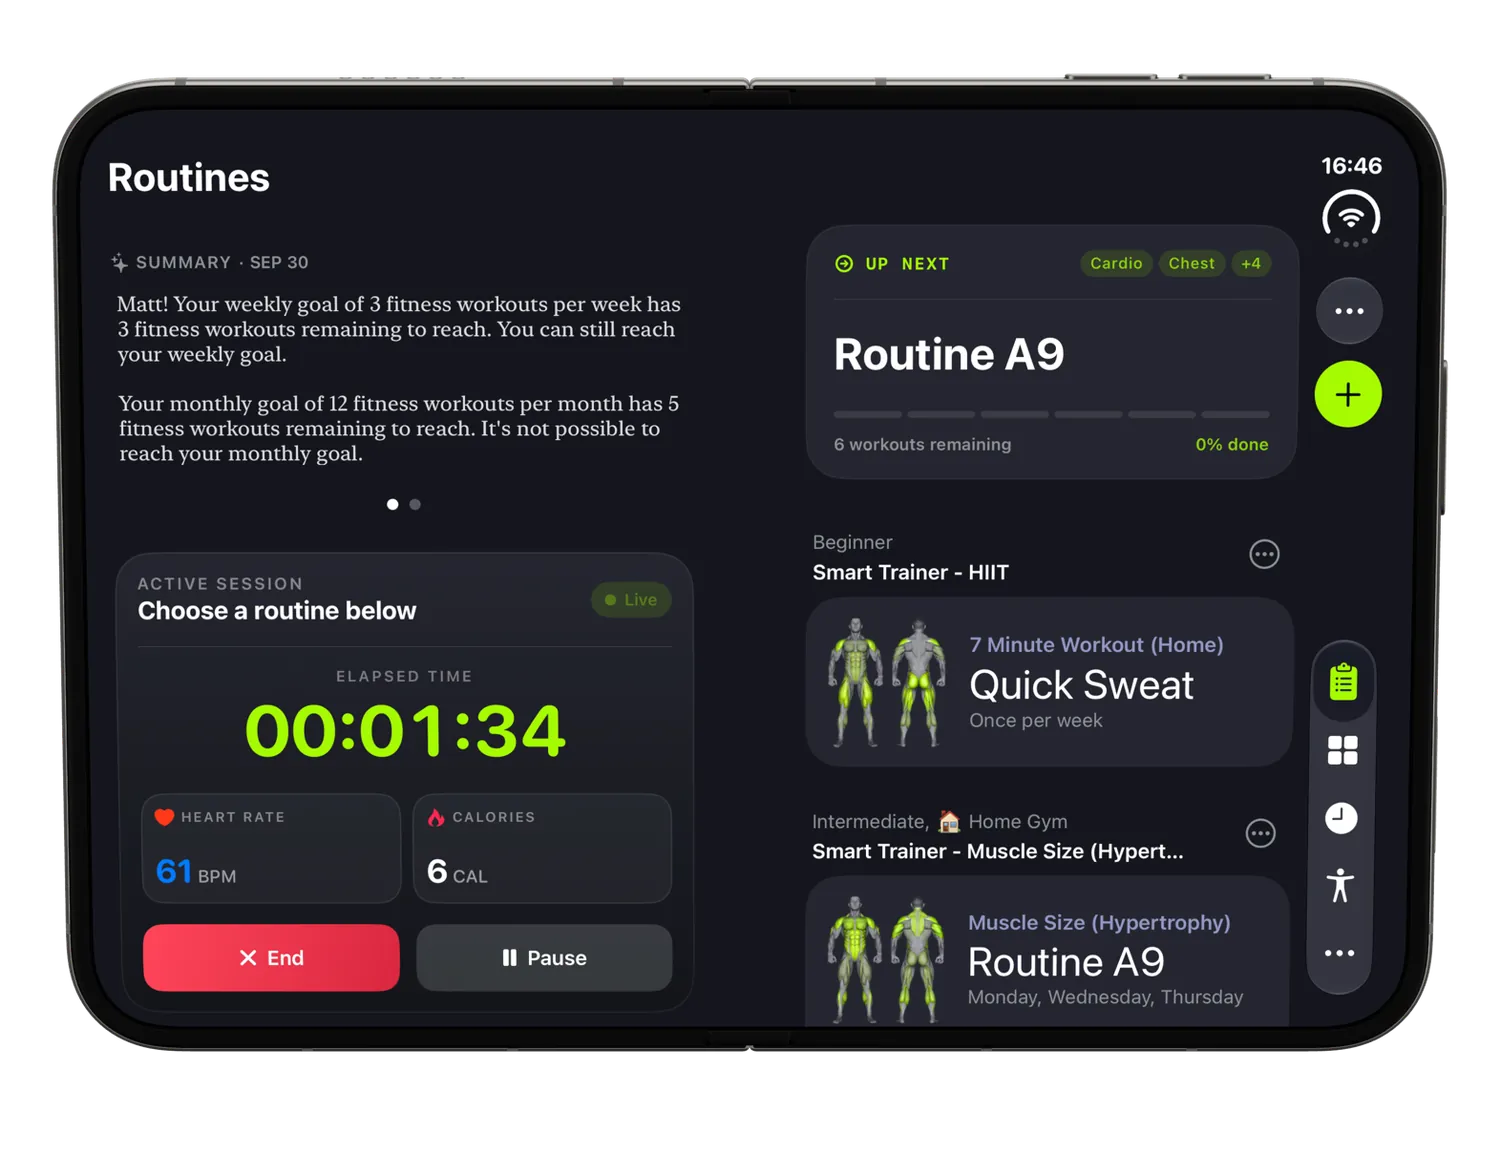 Routines
SUMMARY · SEP 30
Matt! Your weekly goal of 3 fitness workouts per week has
3 fitness workouts remaining to reach. You can still reach
your weekly goal.
Your monthly goal of 12 fitness workouts per month has 5
fitness workouts remaining to reach. It's not possible to
reach your monthly goal.
ACTIVE SESSION
Choose a routine below
Live
ELAPSED TIME
00:01:34
HEART RATE
61 BPM
CALORIES
6 CAL
End
Pause
UP NEXT
Cardio
Chest
+4
Routine A9
6 workouts remaining
0% done
Beginner
Smart Trainer - HIIT
7 Minute Workout (Home)
Quick Sweat
Once per week
Intermediate, 🏠 Home Gym
Smart Trainer - Muscle Size (Hypert...
Muscle Size (Hypertrophy)
Routine A9
Monday, Wednesday, Thursday
16:46